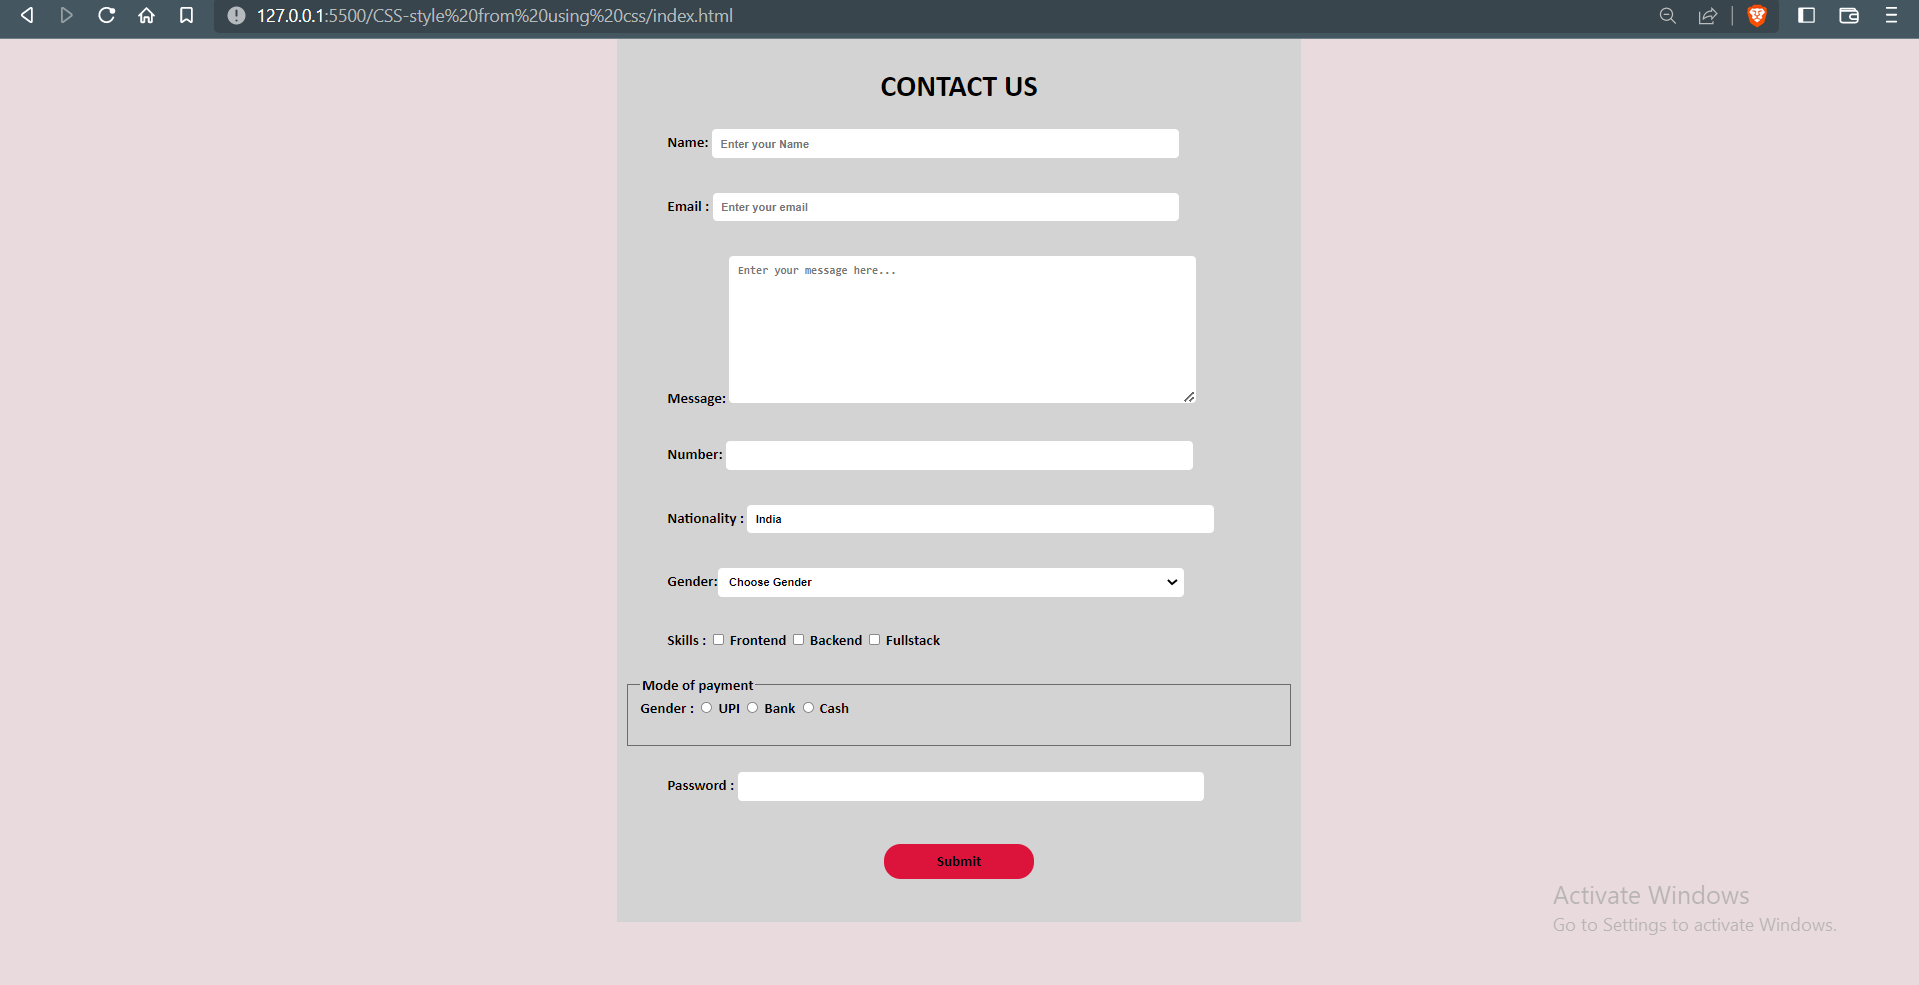 127.0.0.1:5500/CSS-style%20from%20using%20css/index.html
CONTACT US
Name: Enter your Name
Email : Enter your email
Enter your message here...
Message:
Number:
Nationality : India
Gender: Choose Gender
Skills : Frontend Backend Fullstack
Mode of payment
Gender : UPI Bank Cash
Password :
Submit
Activate Windows
Go to Settings to activate Windows.